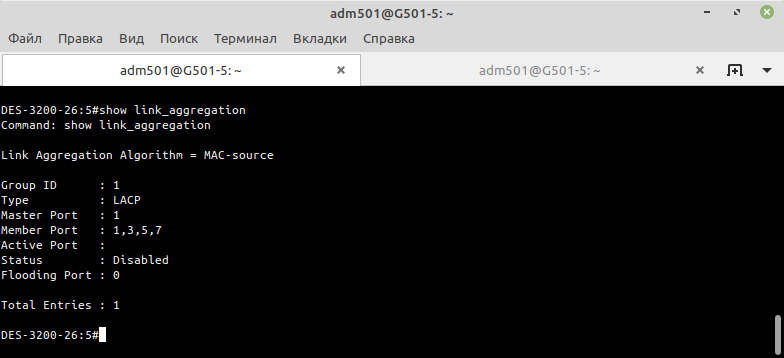 adm501@G501-5: ~
Файл Правка Вид Поиск Терминал Вкладки Справка
adm501@G501-5: ~ adm501@G501-5: ~
DES-3200-26:5#show link_aggregation
Command: show link_aggregation
Link Aggregation Algorithm = MAC-source
Group ID : 1
Type : LACP
Master Port : 1
Member Port : 1,3,5,7
Active Port :
Status : Disabled
Flooding Port : 0
Total Entries : 1
DES-3200-26:5#